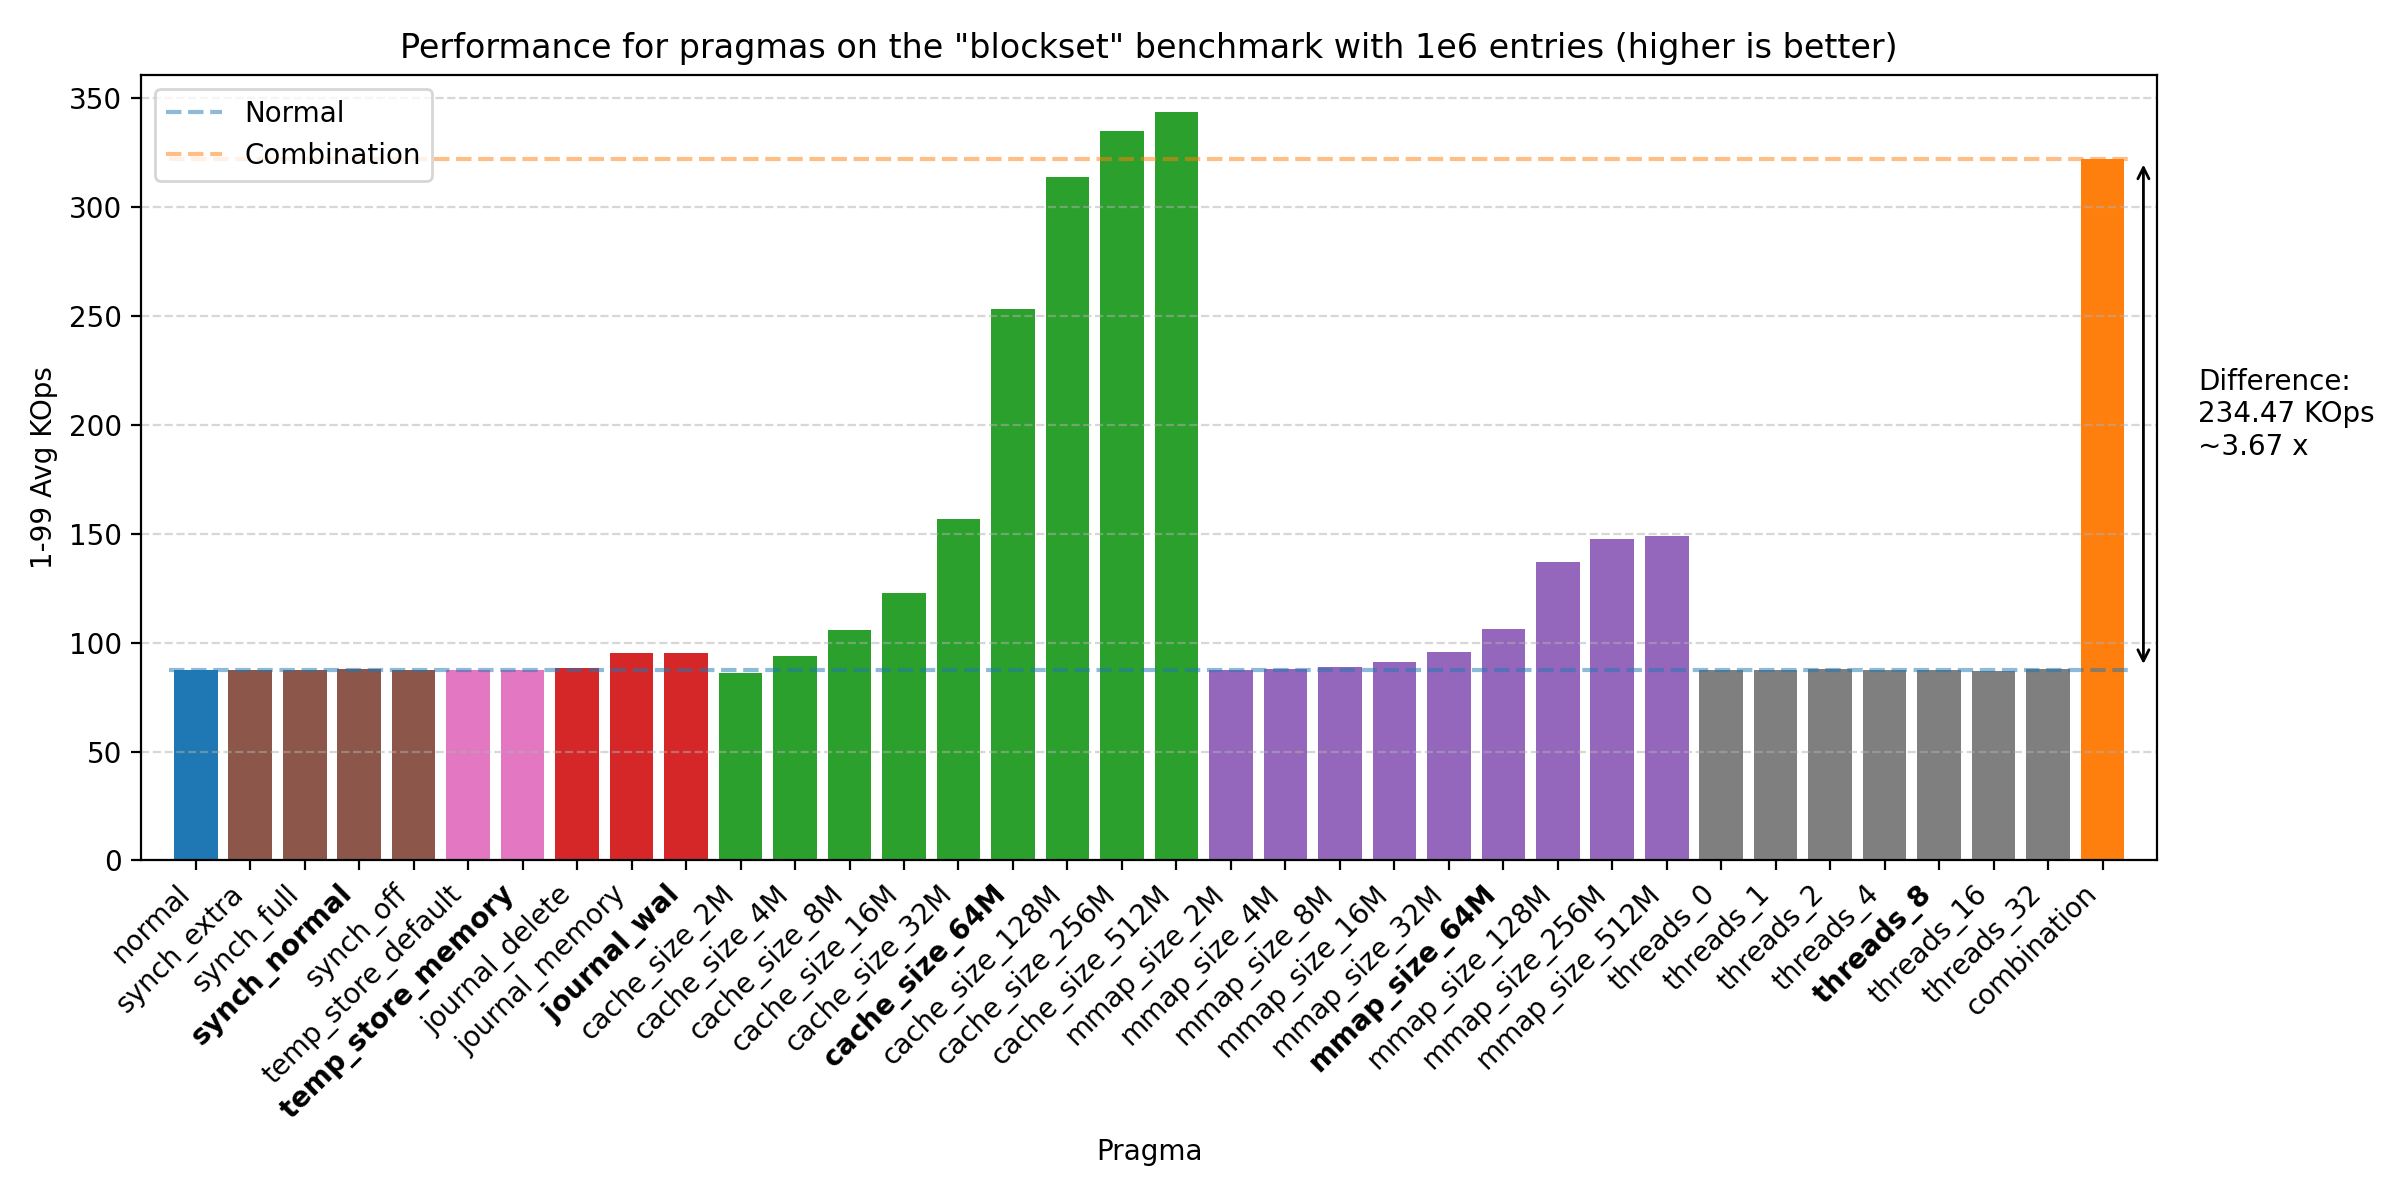 Performance for pragmas on the "blockset" benchmark with 1e6 entries (higher is better)
Normal
Combination
350
300
250
200
150
100
50
0
1-99 Avg KOps
Difference:
234.47 KOps
~3.67 x
normal
synch_extra
synch_full
synch_normal
synch_off
temp_store_default
temp_store_memory
journal_delete
journal_memory
journal_wal
cache_size_2M
cache_size_4M
cache_size_8M
cache_size_16M
cache_size_32M
cache_size_64M
cache_size_128M
cache_size_256M
cache_size_512M
mmap_size_2M
mmap_size_4M
mmap_size_8M
mmap_size_16M
mmap_size_32M
mmap_size_64M
mmap_size_128M
mmap_size_256M
mmap_size_512M
threads_0
threads_1
threads_2
threads_4
threads_8
threads_16
threads_32
combination
Pragma